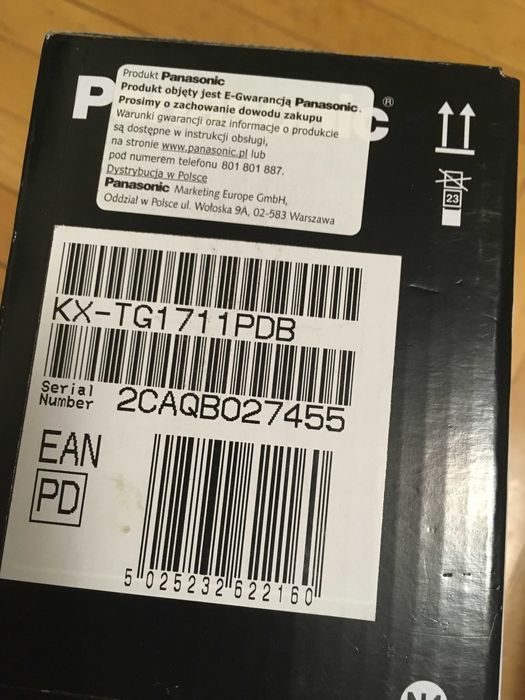 P c ®
Produkt Panasonic
Produkt objęty jest E-Gwarancją Panasonic.
Prosimy o zachowanie dowodu zakupu
Warunki gwarancji oraz informacje o produkcie
są dostępne w instrukcji obsługi,
na stronie www.panasonic.pl lub
pod numerem telefonu 801 801 887.
Dystrybucja w Polsce
Panasonic Marketing Europe GmbH,
Oddział w Polsce ul. Wołoska 9A, 02-583 Warszawa
23
KX-TG1711PDB
Serial
Number 2CAQB027455
EAN
PD
5 025232 622160